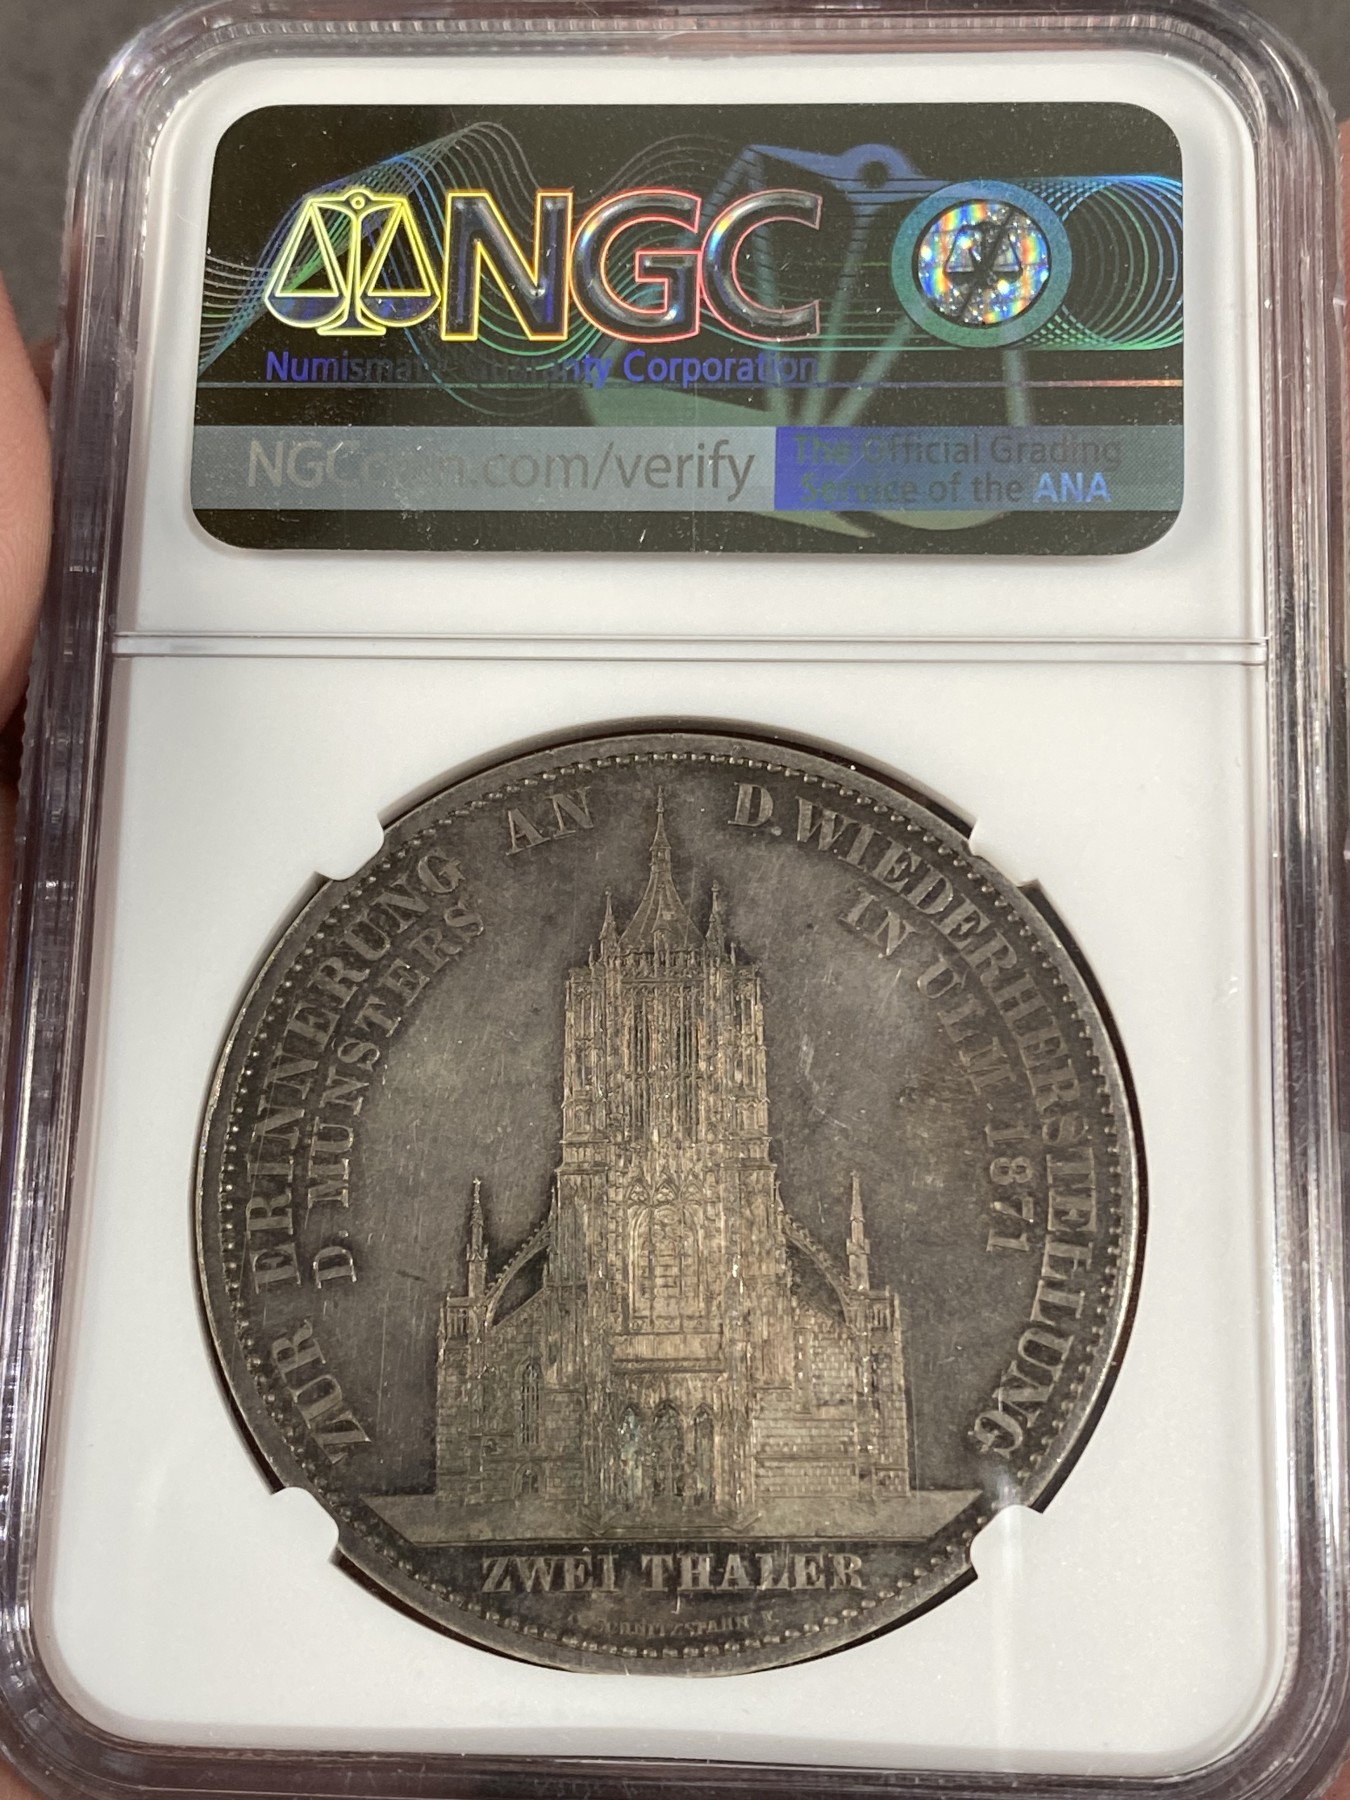 NGC
Numismatic Guaranty Corporation
NGCcoin.com/verify
The Official Grading
Service of the ANA
ZUR ERINNERUNG AN D. WIEDERHERSTELLUNG
D. MÜNSTERS IN ULM 1871
ZWEI THALER
C. SCHNITZSPAHN F.